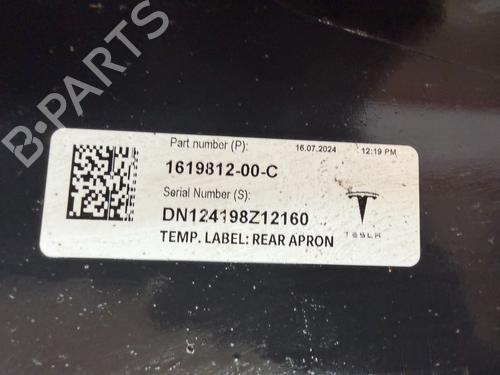 B-PARTS
Part number (P): 16.07.2024 12:19 PM
1619812-00-C
Serial Number (S):
DN124198Z12160
TEMP. LABEL: REAR APRON
TESLA